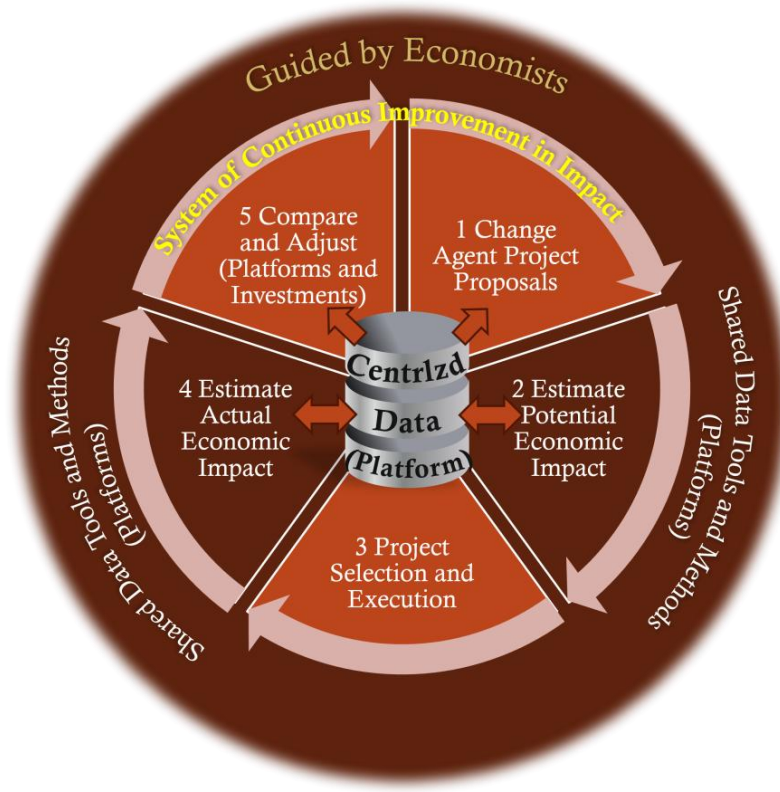 Guided by Economists
System of Continuous Improvement in Impact
5 Compare
and Adjust
(Platforms and
Investments)
1 Change
Agent Project
Proposals
Centrlzd
Data
(Platform)
4 Estimate
Actual
Economic
Impact
2 Estimate
Potential
Economic
Impact
3 Project
Selection and
Execution
Shared Data Tools and Methods
(Platforms)
Shared Data Tools and Methods
(Platforms)